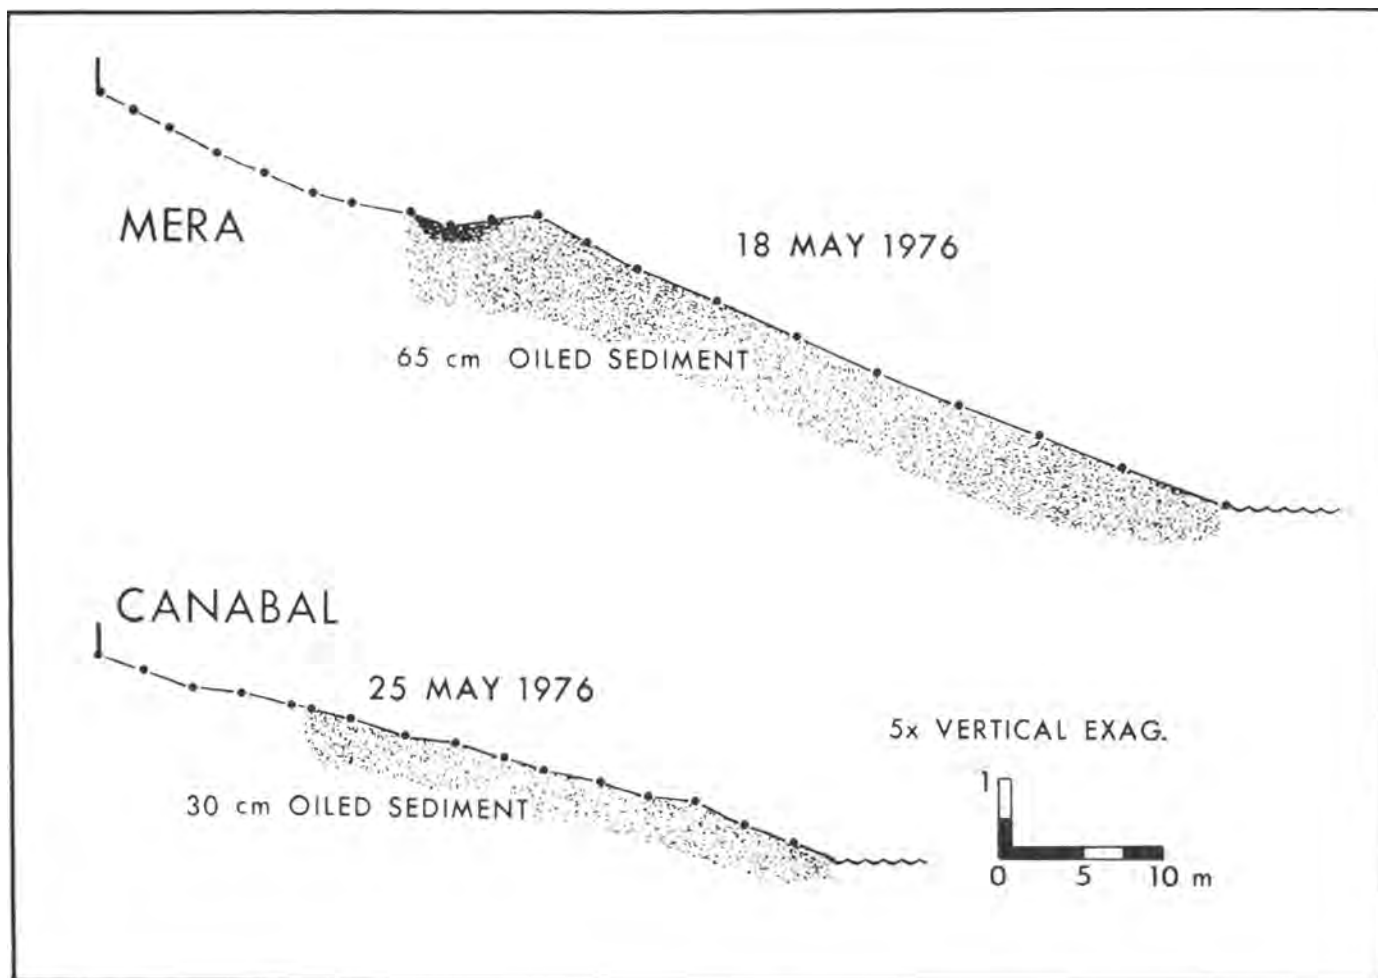 MERA
18 MAY 1976
65 cm OILED SEDIMENT
CANABAL
25 MAY 1976
30 cm OILED SEDIMENT
5x VERTICAL EXAG.
1
0 5 10 m